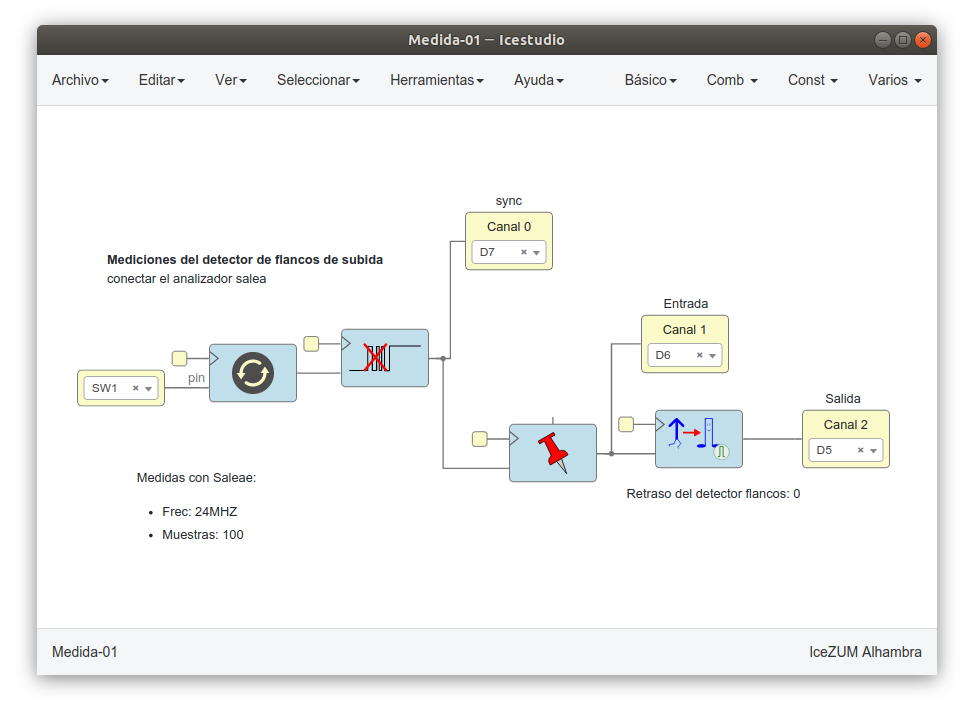 Medida-01 — Icestudio
Archivo Editar Ver Seleccionar Herramientas Ayuda Básico Comb Const Varios
sync
Canal 0
D7
Mediciones del detector de flancos de subida
conectar el analizador salea
Entrada
Canal 1
D6
pin
SW1
Salida
Canal 2
D5
Medidas con Saleae:
Retraso del detector flancos: 0
• Frec: 24MHZ
• Muestras: 100
Medida-01 IceZUM Alhambra